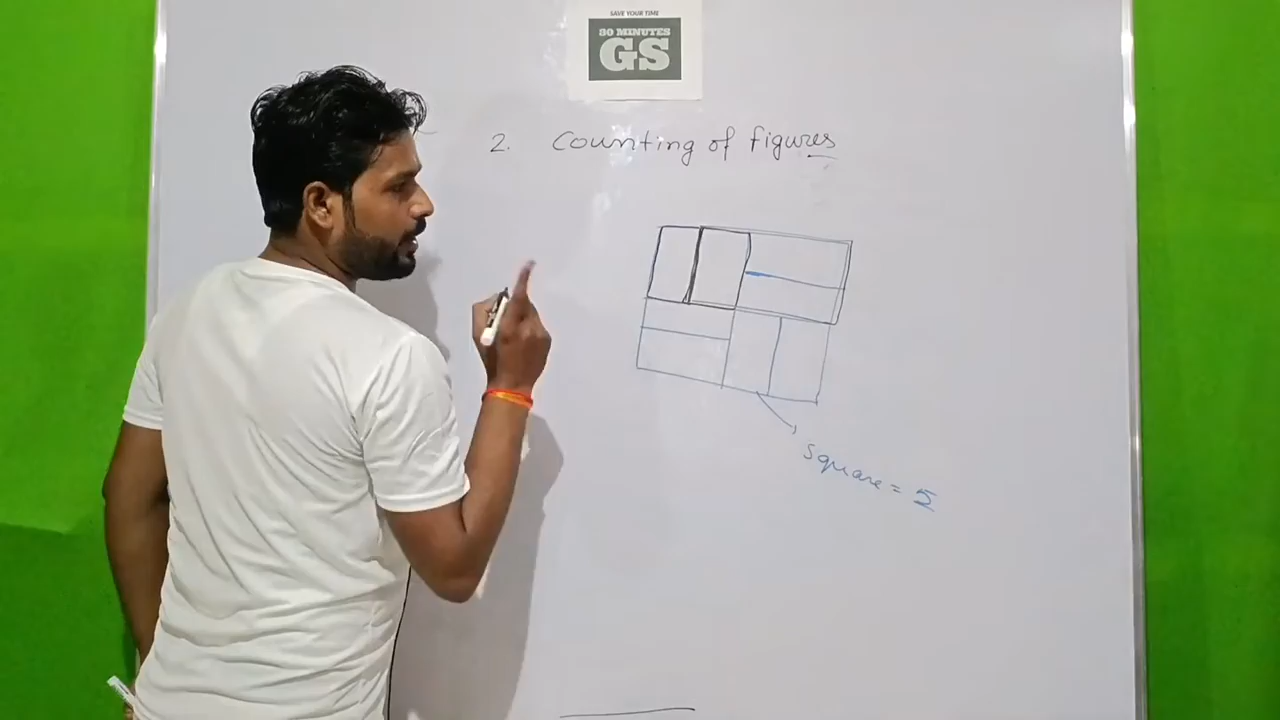 SAVE YOUR TIME
30 MINUTES
GS
2. Counting of figures
Square = 5